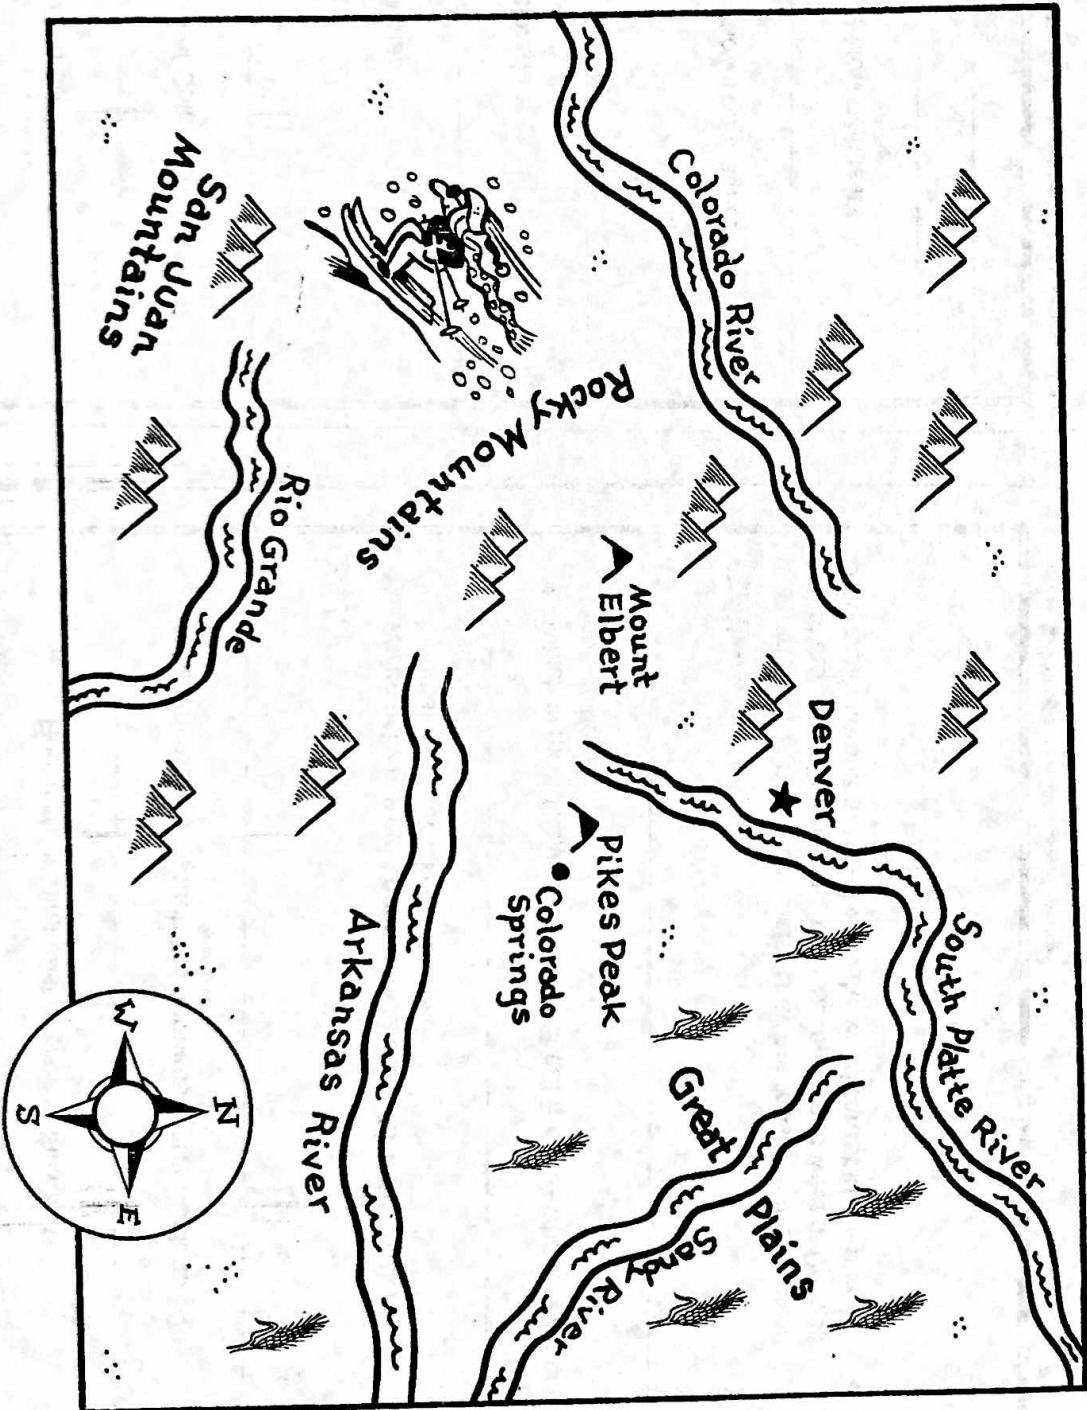 Colorado River
South Platte River
Denver
Great Plains
Sandy River
Mount
Elbert
Rocky Mountains
Pikes Peak
Colorado
Springs
San Juan
Mountains
Rio Grande
Arkansas River
N
W
E
S